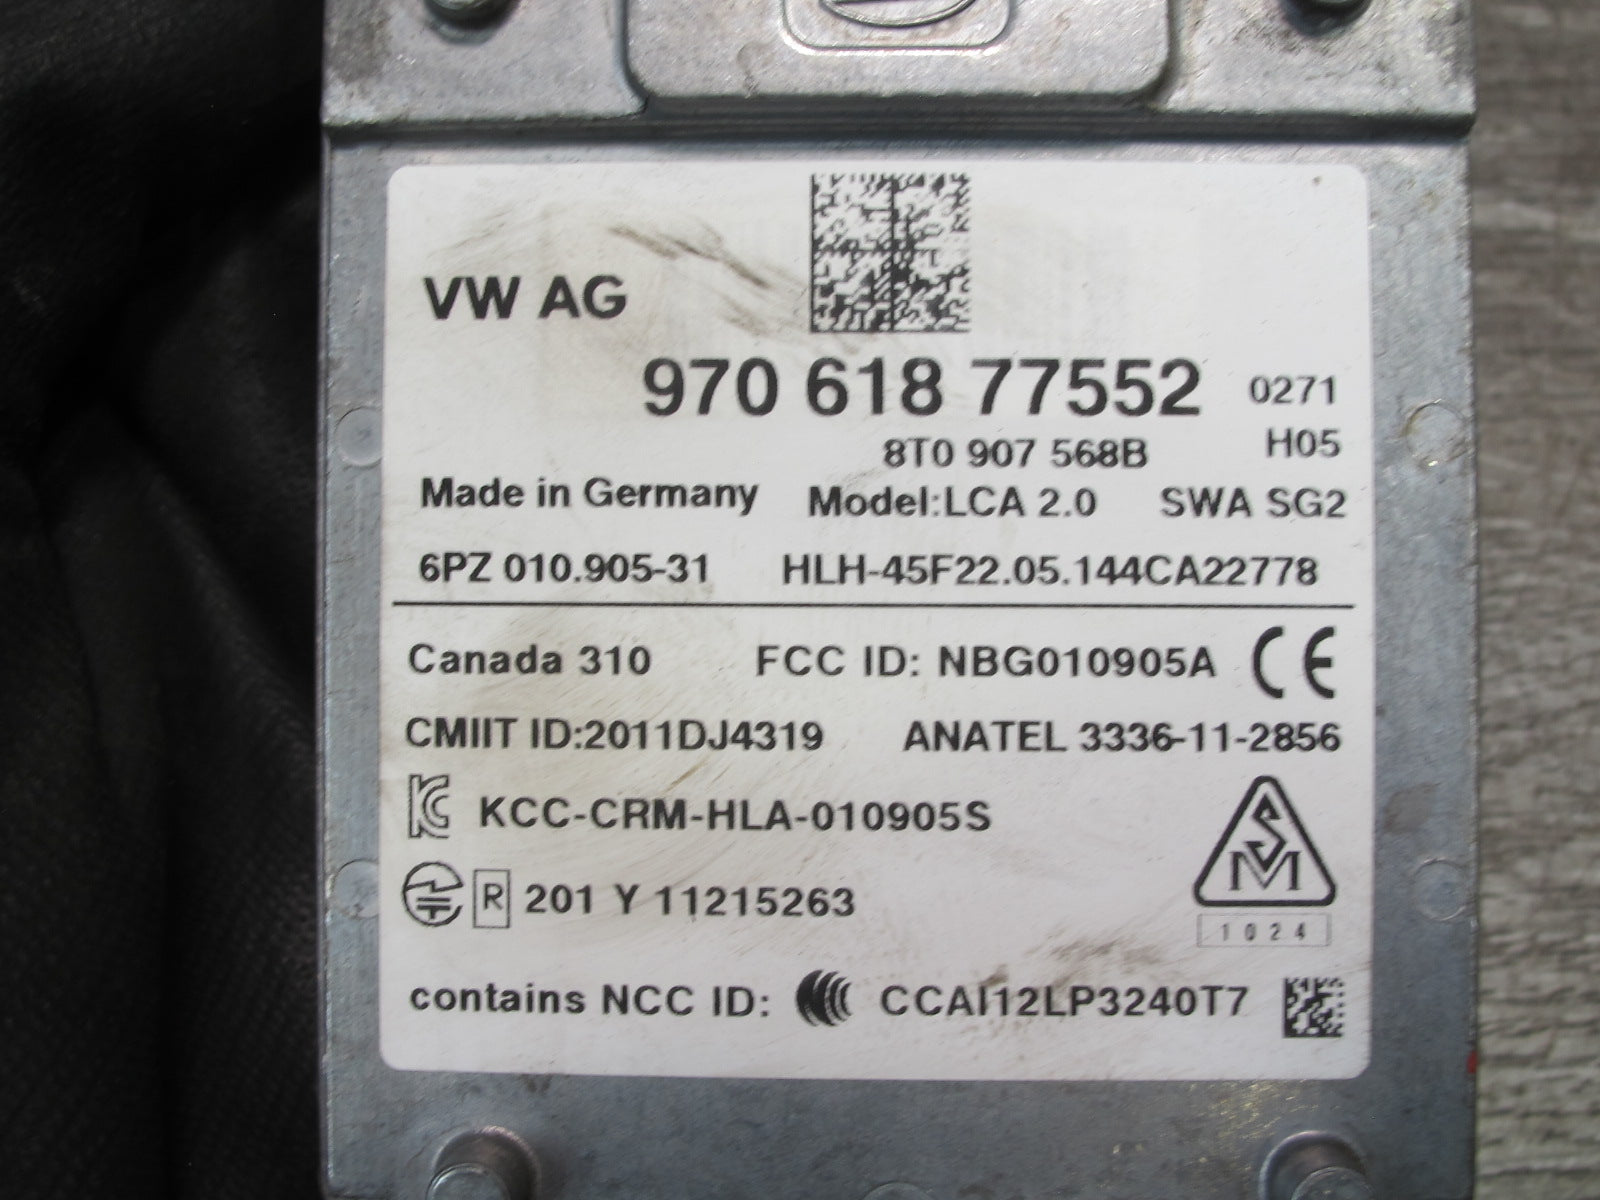 VW AG
970 618 77552 0271
8T0 907 568B H05
Made in Germany Model:LCA 2.0 SWA SG2
6PZ 010.905-31 HLH-45F22.05.144CA22778
Canada 310 FCC ID: NBG010905A CE
CMIIT ID:2011DJ4319 ANATEL 3336-11-2856
KCC-CRM-HLA-010905S
R 201 Y 11215263
SM
1024
contains NCC ID: CCAI12LP3240T7